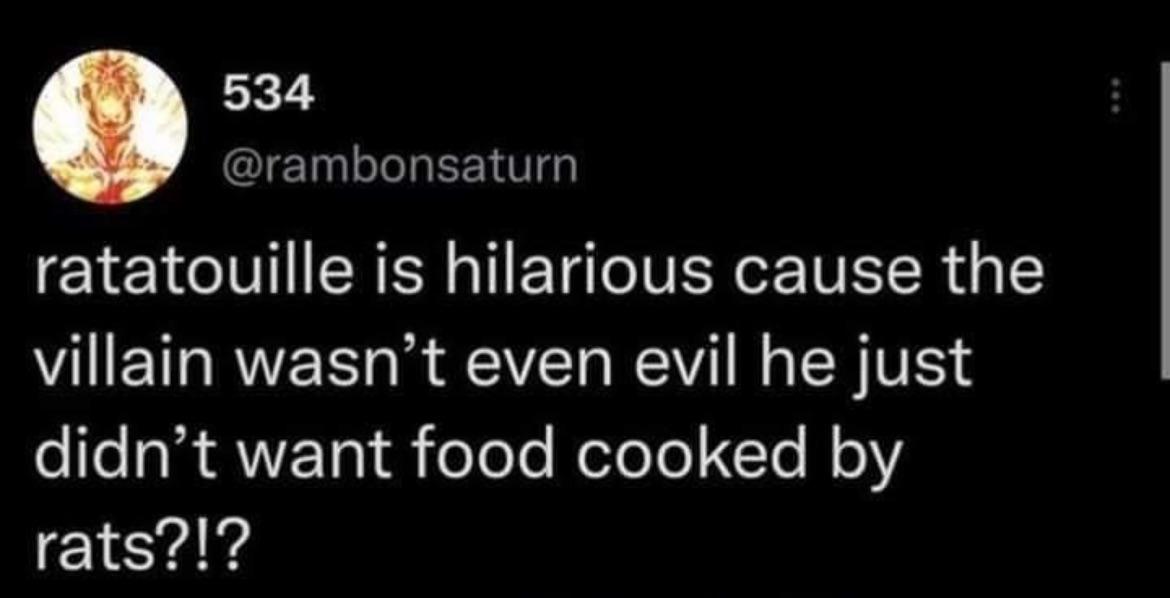 534
@rambonsaturn
ratatouille is hilarious cause the
villain wasn’t even evil he just
didn’t want food cooked by
rats?!?